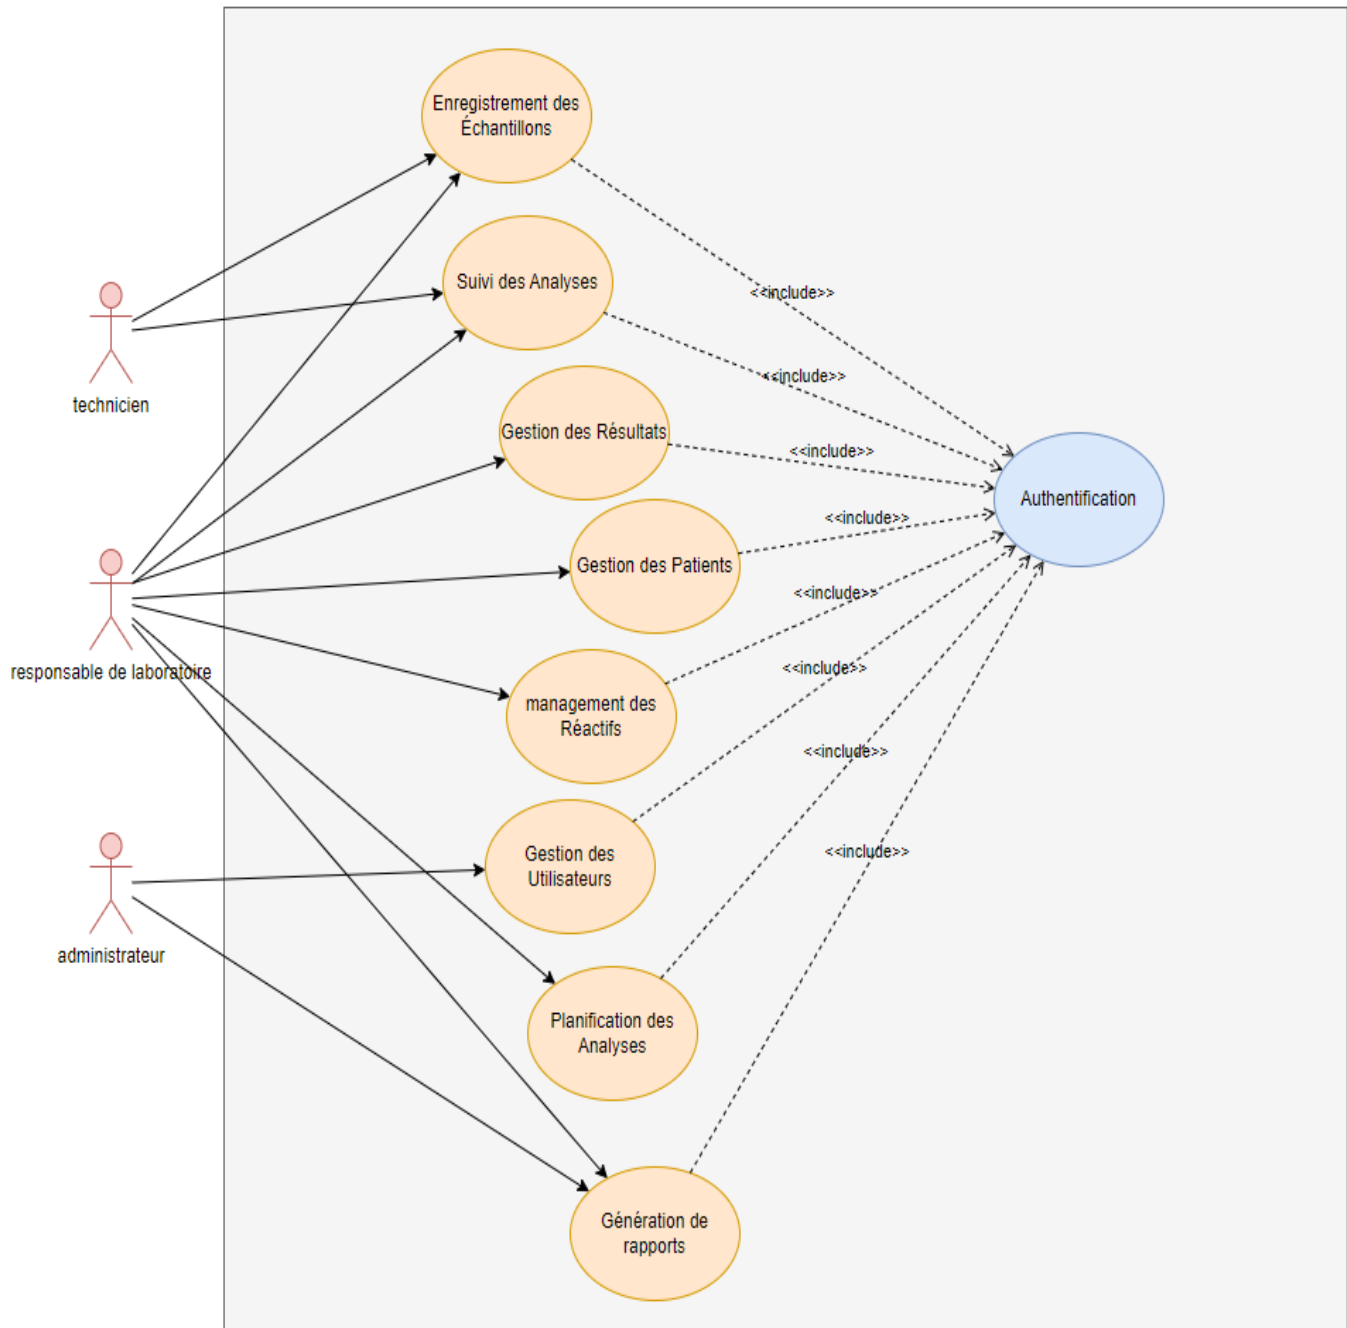 Enregistrement des
Échantillons
<<include>>
Suivi des Analyses
technicien
<<include>>
Gestion des Résultats
<<include>>
Authentification
<<include>>
Gestion des Patients
<<include>>
responsable de laboratoire
<<include>>
management des
Réactifs
<<include>>
Gestion des
Utilisateurs
<<include>>
administrateur
Planification des
Analyses
Génération de
rapports